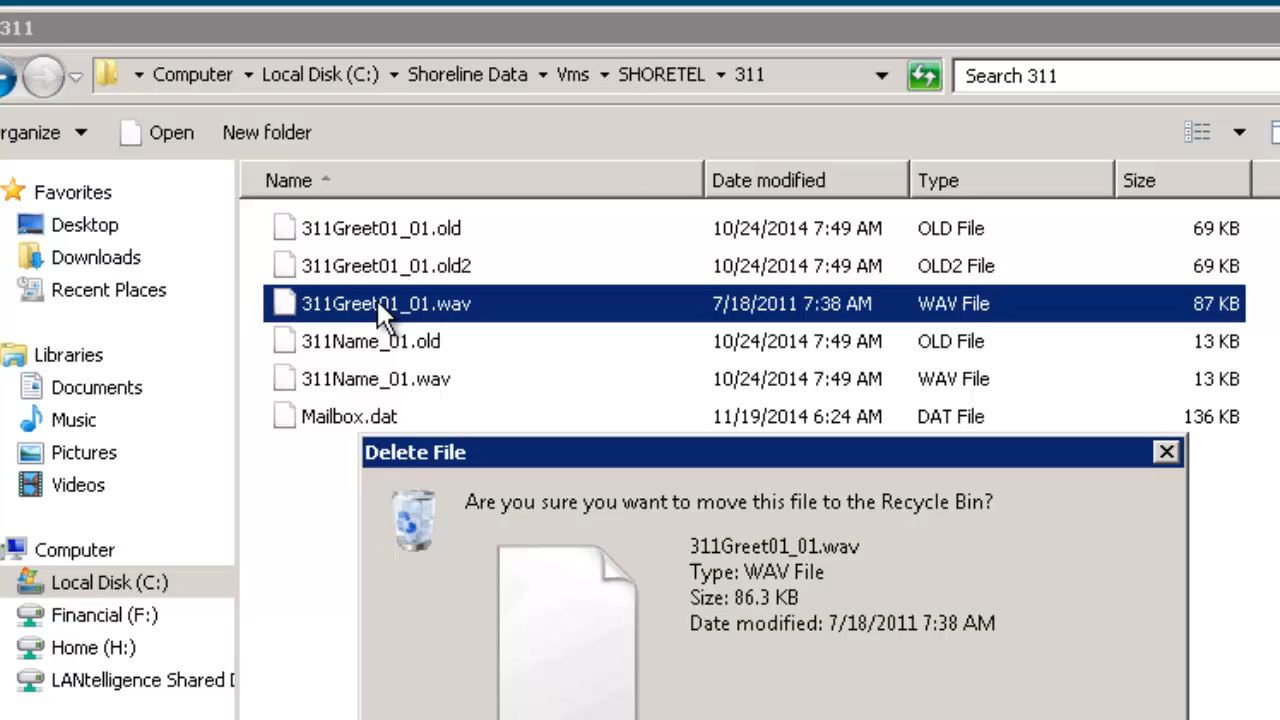 311
Computer Local Disk (C:) Shoreline Data Vms SHORETEL 311
Search 311
rganize Open New folder
Name Date modified Type Size
Favorites
Desktop
Downloads
Recent Places
Libraries
Documents
Music
Pictures
Videos
Computer
Local Disk (C:)
Financial (F:)
Home (H:)
LANtelligence Shared D
311Greet01_01.old 10/24/2014 7:49 AM OLD File 69 KB
311Greet01_01.old2 10/24/2014 7:49 AM OLD2 File 69 KB
311Greet01_01.wav 7/18/2011 7:38 AM WAV File 87 KB
311Name_01.old 10/24/2014 7:49 AM OLD File 13 KB
311Name_01.wav 10/24/2014 7:49 AM WAV File 13 KB
Mailbox.dat 11/19/2014 6:24 AM DAT File 136 KB
Delete File
Are you sure you want to move this file to the Recycle Bin?
311Greet01_01.wav
Type: WAV File
Size: 86.3 KB
Date modified: 7/18/2011 7:38 AM